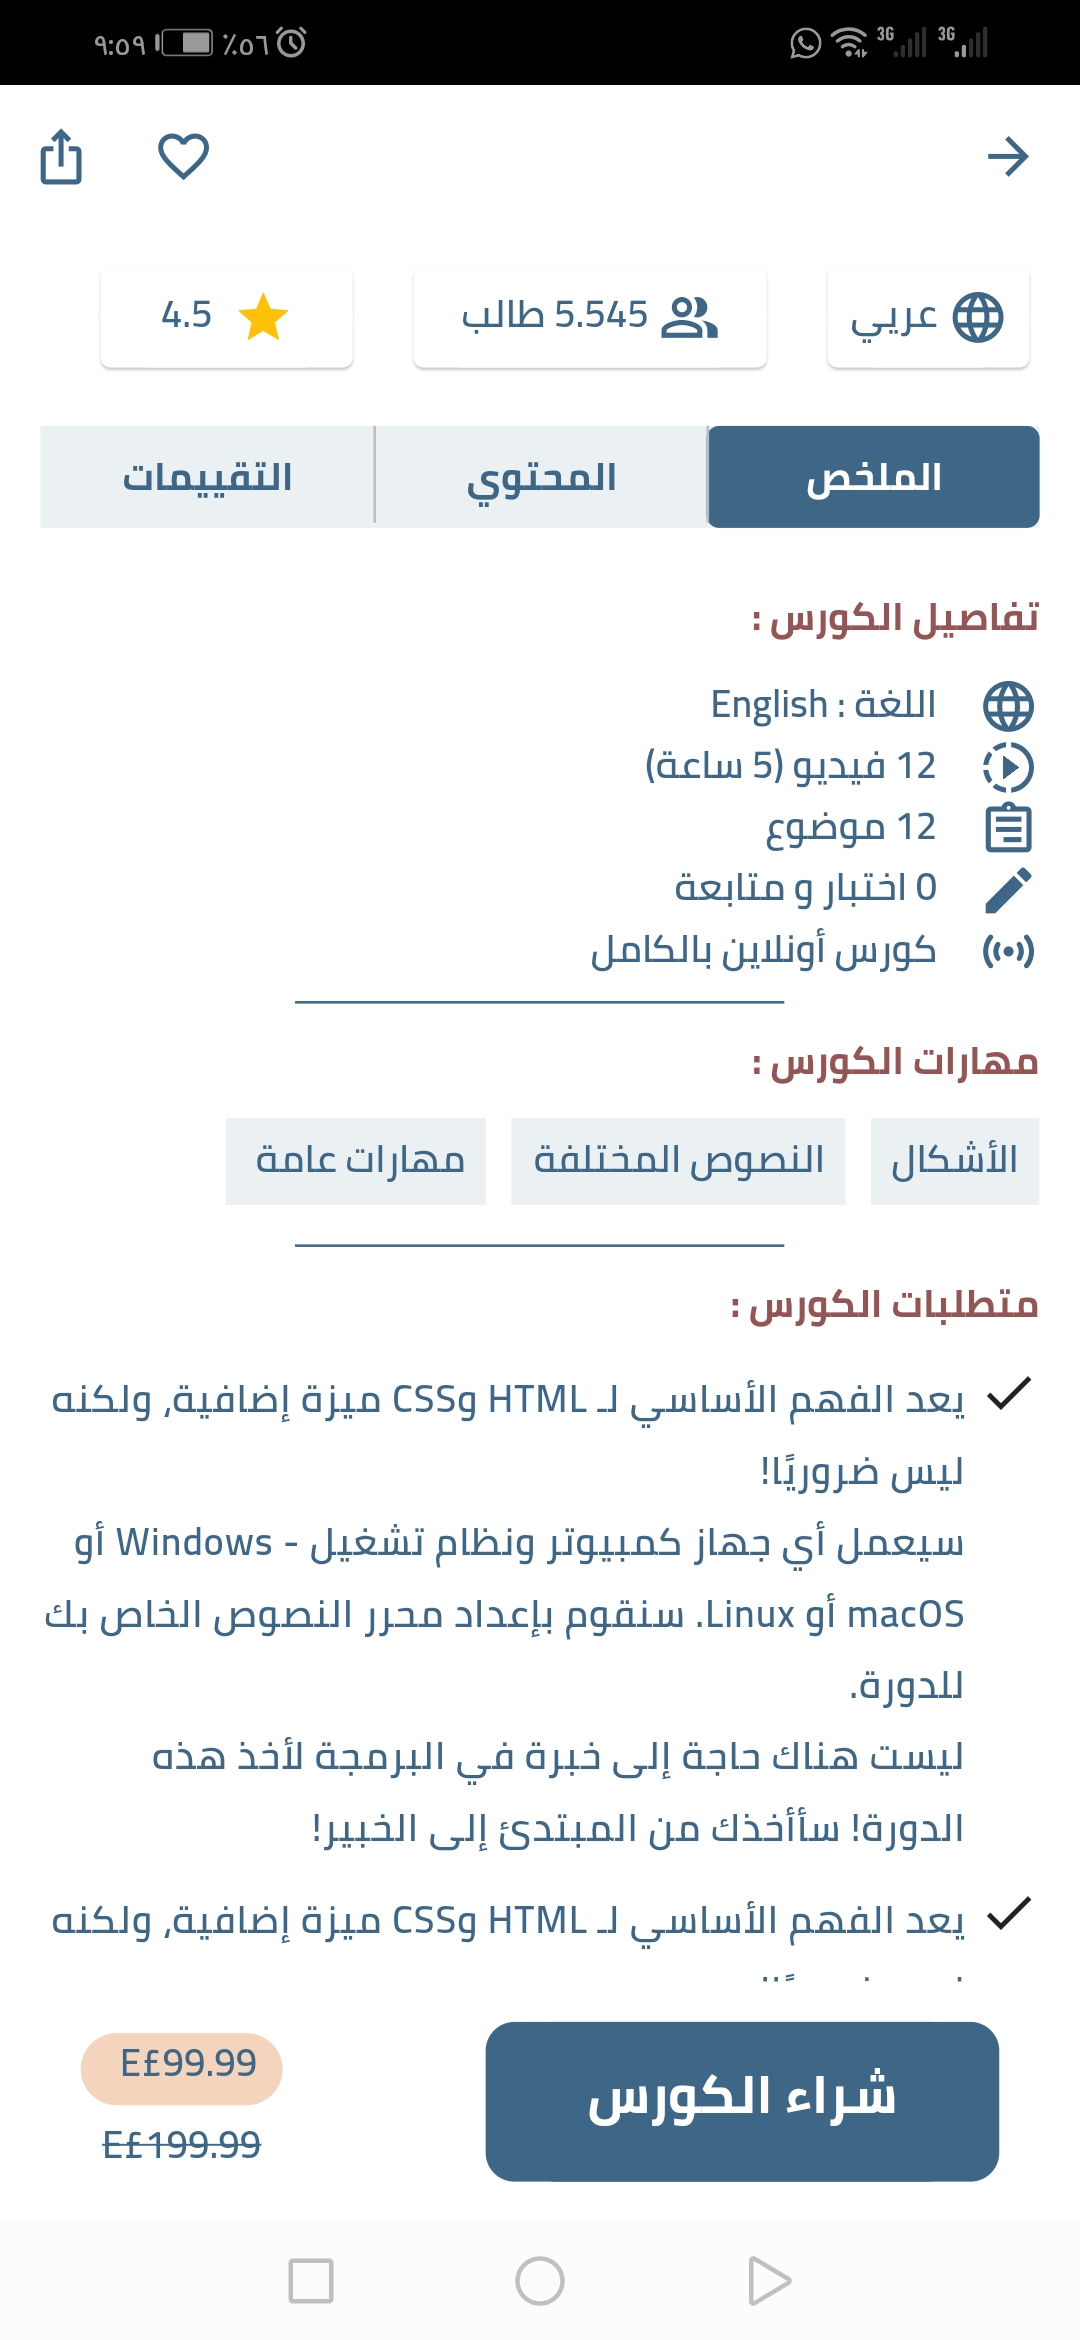 ٩:٥٩ ٪٥٦ 3G 3G
عربي 5.545 طالب 4.5
الملخص المحتوي التقييمات
تفاصيل الكورس :
اللغة : English
12 فيديو (5 ساعة)
12 موضوع
0 اختبار و متابعة
كورس أونلاين بالكامل
مهارات الكورس :
الأشكال النصوص المختلفة مهارات عامة
متطلبات الكورس :
يعد الفهم الأساسي لـ HTML وCSS ميزة إضافية، ولكنه
ليس ضروريًا!
سيعمل أي جهاز كمبيوتر ونظام تشغيل - Windows أو
macOS أو Linux. سنقوم بإعداد محرر النصوص الخاص بك
للدورة.
ليست هناك حاجة إلى خبرة في البرمجة لأخذ هذه
الدورة! سأأخذك من المبتدئ إلى الخبير!
يعد الفهم الأساسي لـ HTML وCSS ميزة إضافية، ولكنه
شراء الكورس
E£99.99
E£199.99